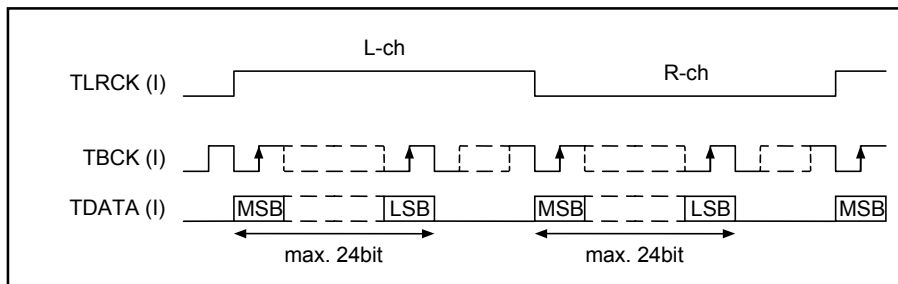 L-ch
R-ch
TLRCK (I)
TBCK (I)
TDATA (I)
MSB LSB MSB LSB MSB
max. 24bit max. 24bit